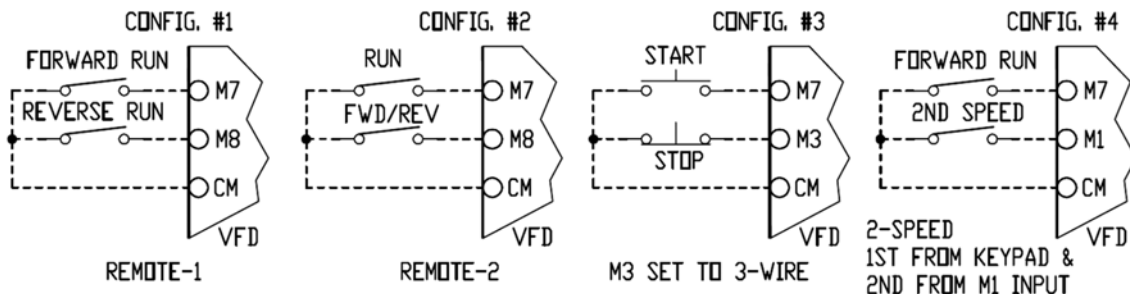 CONFIG. #1
FORWARD RUN
M7
REVERSE RUN
M8
CM
VFD
REMOTE-1
CONFIG. #2
RUN
M7
FWD/REV
M8
CM
VFD
REMOTE-2
CONFIG. #3
START
M7
M3
STOP
CM
VFD
M3 SET TO 3-WIRE
CONFIG. #4
FORWARD RUN
M7
2ND SPEED
M1
CM
VFD
2-SPEED
1ST FROM KEYPAD &
2ND FROM M1 INPUT